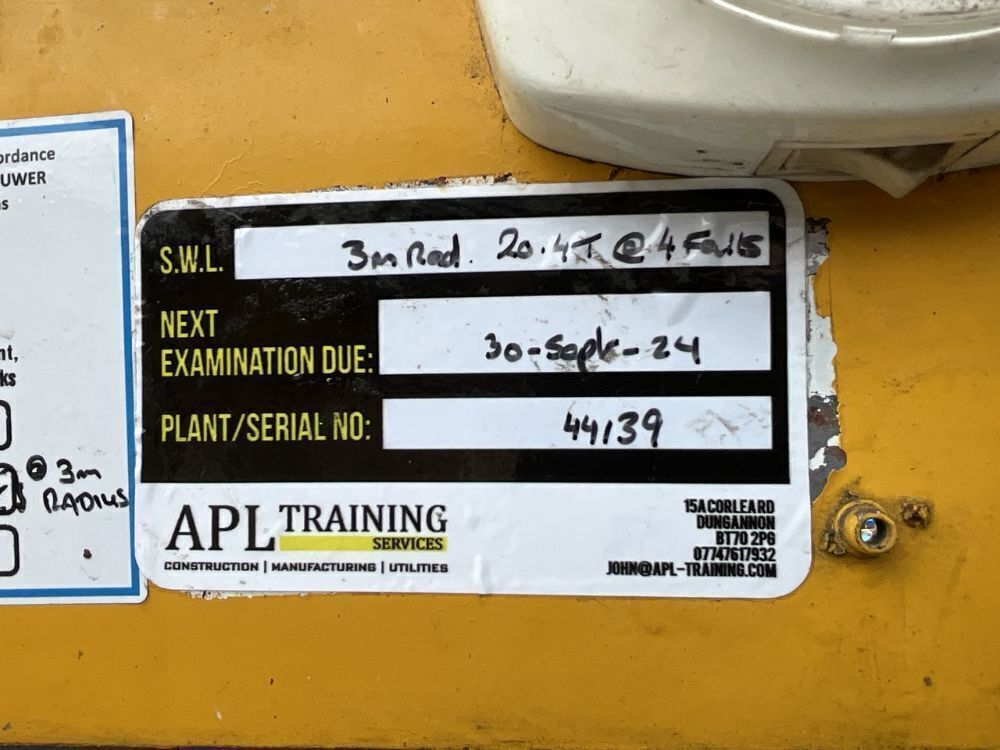 ordance
UWER
s
nt,
ks
@ 3m
RADIUS
S.W.L. 3m Rad. 20.4T @ 4 Falls
NEXT
EXAMINATION DUE: 30-Sept-24
PLANT/SERIAL NO: 44139
APL TRAINING
SERVICES
CONSTRUCTION | MANUFACTURING | UTILITIES
15A CORLEARD
DUNGANNON
BT70 2PG
07747617932
JOHN@APL-TRAINING.COM